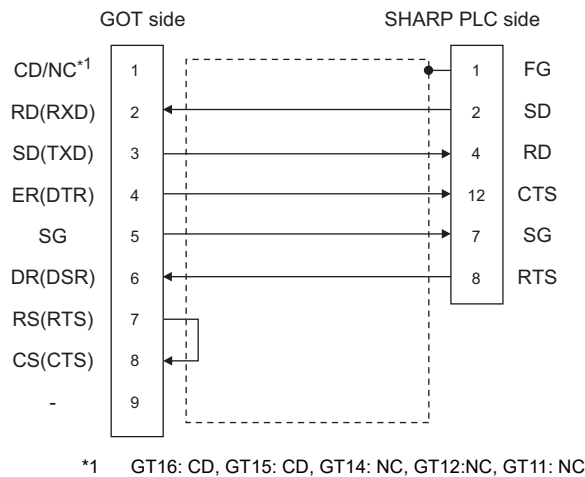 GOT side SHARP PLC side
CD/NC*1 1 1 FG
RD(RXD) 2 2 SD
SD(TXD) 3 4 RD
ER(DTR) 4 12 CTS
SG 5 7 SG
DR(DSR) 6 8 RTS
RS(RTS) 7
CS(CTS) 8
- 9
*1 GT16: CD, GT15: CD, GT14: NC, GT12:NC, GT11: NC